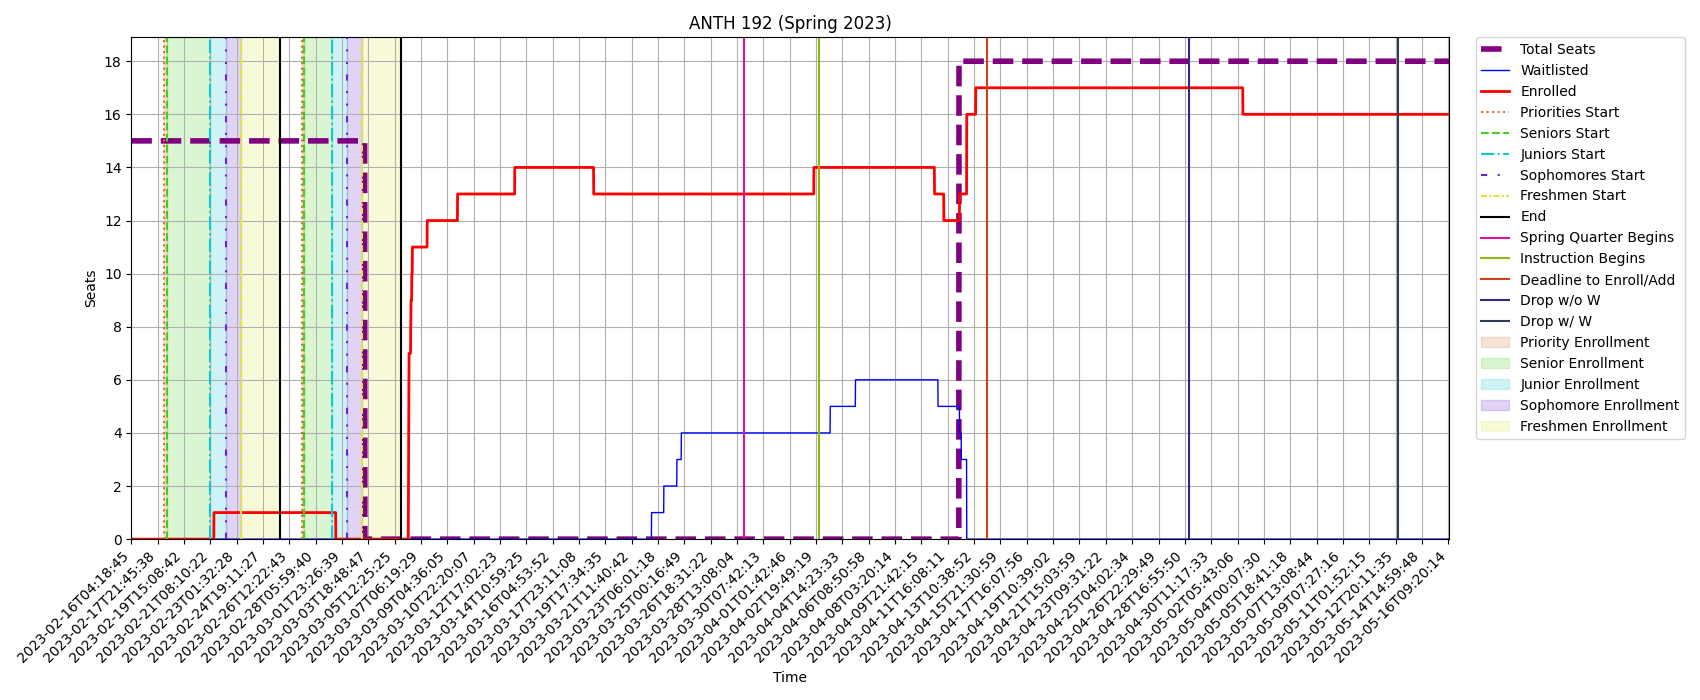 ANTH 192 (Spring 2023)
Seats
18
16
14
12
10
8
6
4
2
0
2023-02-16T04:18:45
2023-02-17T21:45:38
2023-02-19T15:08:42
2023-02-21T08:10:22
2023-02-23T01:32:28
2023-02-24T19:11:27
2023-02-26T12:22:43
2023-02-28T05:59:40
2023-03-01T23:26:39
2023-03-03T18:48:47
2023-03-05T12:25:25
2023-03-07T06:19:29
2023-03-09T04:36:05
2023-03-10T22:20:07
2023-03-12T17:02:23
2023-03-14T10:59:25
2023-03-16T04:53:52
2023-03-17T23:11:08
2023-03-19T17:34:35
2023-03-21T11:40:42
2023-03-23T06:01:18
2023-03-25T00:16:49
2023-03-26T18:31:22
2023-03-28T13:08:04
2023-03-30T07:42:13
2023-04-01T01:42:46
2023-04-02T19:49:19
2023-04-04T14:23:33
2023-04-06T08:50:58
2023-04-08T03:20:14
2023-04-09T21:42:15
2023-04-11T16:08:11
2023-04-13T10:38:52
2023-04-15T21:30:59
2023-04-17T16:07:56
2023-04-19T10:39:02
2023-04-21T15:03:59
2023-04-23T09:31:22
2023-04-25T04:02:34
2023-04-26T22:29:49
2023-04-28T16:55:50
2023-04-30T11:17:33
2023-05-02T05:43:06
2023-05-04T00:07:30
2023-05-05T18:41:18
2023-05-07T13:08:44
2023-05-09T07:27:16
2023-05-11T01:52:15
2023-05-12T20:11:35
2023-05-14T14:59:48
2023-05-16T09:20:14
Time
Total Seats
Waitlisted
Enrolled
Priorities Start
Seniors Start
Juniors Start
Sophomores Start
Freshmen Start
End
Spring Quarter Begins
Instruction Begins
Deadline to Enroll/Add
Drop w/o W
Drop w/ W
Priority Enrollment
Senior Enrollment
Junior Enrollment
Sophomore Enrollment
Freshmen Enrollment